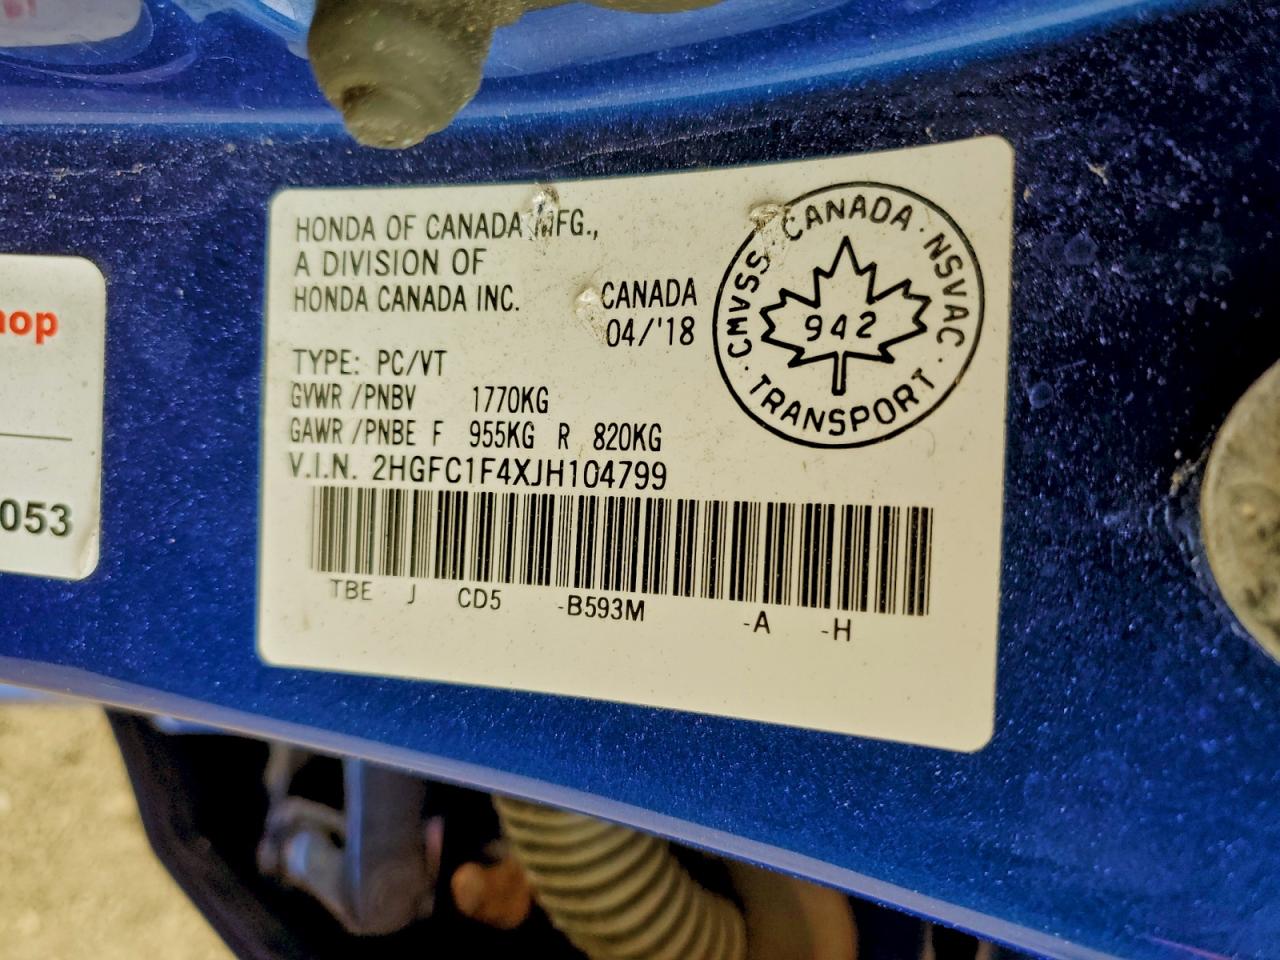 HONDA OF CANADA MFG.,
A DIVISION OF
HONDA CANADA INC.
CANADA
04/'18
TYPE: PC/VT
GVWR /PNBV 1770KG
GAWR /PNBE F 955KG R 820KG
V.I.N. 2HGFC1F4XJH104799
TBE J CD5 -B593M -A -H
CMVSS · CANADA · NSVAC · TRANSPORT ·
942
op
053